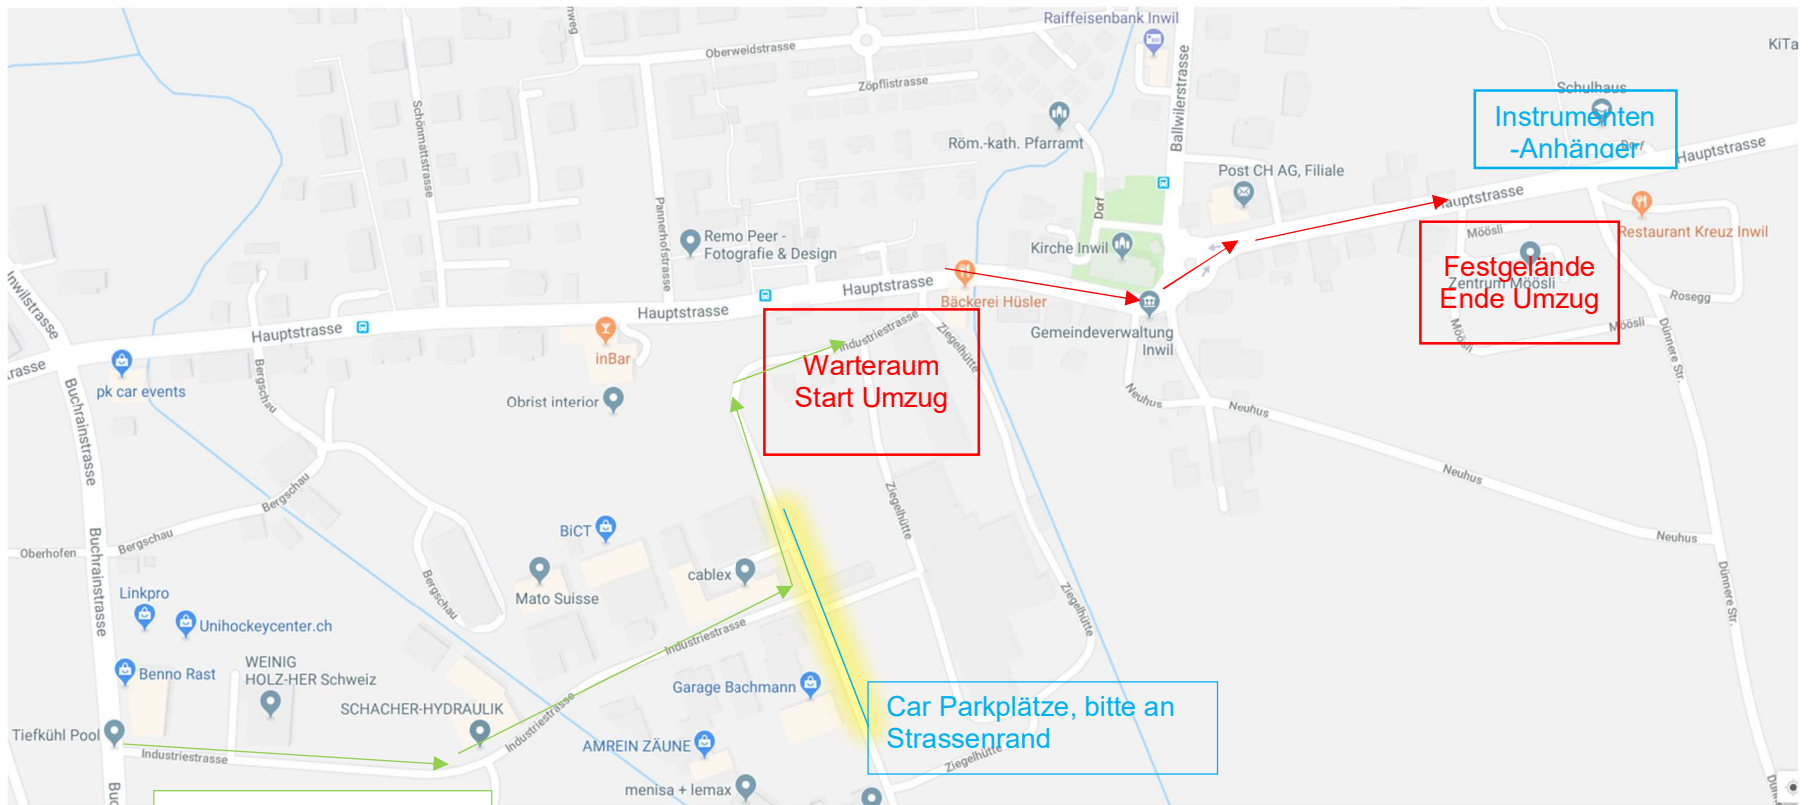 Raiffeisenbank Inwil
Oberweidstrasse
KiTa
Zöpflistrasse
Schulhaus
Instrumenten
-Anhänger
Dorf
Hauptstrasse
Schönmattstrasse
Ballwilerstrasse
Röm.-kath. Pfarramt
Post CH AG, Filiale
Hauptstrasse
Dorf
Pannerhofstrasse
Remo Peer -
Fotografie & Design
Kirche Inwil
Möösli
Restaurant Kreuz Inwil
Festgelände
Ende Umzug
Zentrum Möösli
Rosegg
Möösli
Möösli
Dünnere Str.
Inwilstrasse
Hauptstrasse
Hauptstrasse
Hauptstrasse
Bäckerei Hüsler
Gemeindeverwaltung
Inwil
Industriestrasse
Ziegelhütte
Warteraum
Start Umzug
inBar
rasse
pk car events
Bergschau
Obrist interior
Neuhus
Neuhus
Neuhus
Neuhus
Buchrainstrasse
Bergschau
Ziegelhütte
BiCT
Oberhofen
Bergschau
Buchrainstrasse
cablex
Mato Suisse
Bergschau
Ziegelhütte
Dünnere Str.
Linkpro
Unihockeycenter.ch
Industriestrasse
WEINIG
HOLZ-HER Schweiz
Benno Rast
Garage Bachmann
SCHACHER-HYDRAULIK
Car Parkplätze, bitte an
Strassenrand
Tiefkühl Pool
Industriestrasse
Industriestrasse
AMREIN ZÄUNE
Ziegelhütte
menisa + lemax